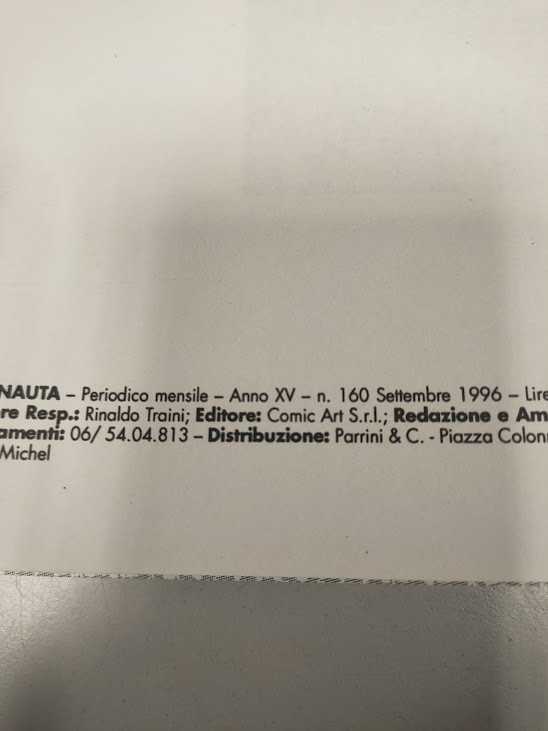 NAUTA – Periodico mensile – Anno XV – n. 160 Settembre 1996 – Lire
re Resp.: Rinaldo Traini; Editore: Comic Art S.r.l.; Redazione e Am
amenti: 06/ 54.04.813 – Distribuzione: Parrini & C. - Piazza Colon
Michel